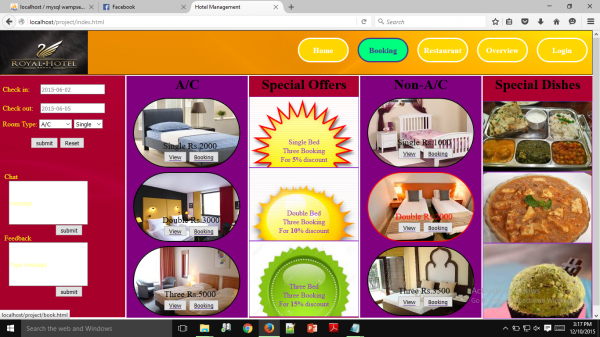 localhost / mysql wampse...
Facebook
Hotel Management
localhost/project/index.html
Search
ROYAL HOTEL
Home
Booking
Restaurant
Overview
Login
Check in:
2015-06-02
Check out:
2015-06-05
Room Type: A/C Single
submit Reset
Chat
submit
Feedback
submit
A/C
Single Rs.2000
View Booking
Double Rs.3000
View Booking
Three Rs.5000
View Booking
Special Offers
Single Bed
Three Booking
For 5% discount
Double Bed
Three Booking
For 10% discount
Three Bed
Three Booking
For 15% discount
Non-A/C
Single Rs.1000
View Booking
Double Rs.2000
View Booking
Three Rs.3500
View Booking
Special Dishes
localhost/project/book.html
Search the web and Windows
3:17 PM
12/10/2015